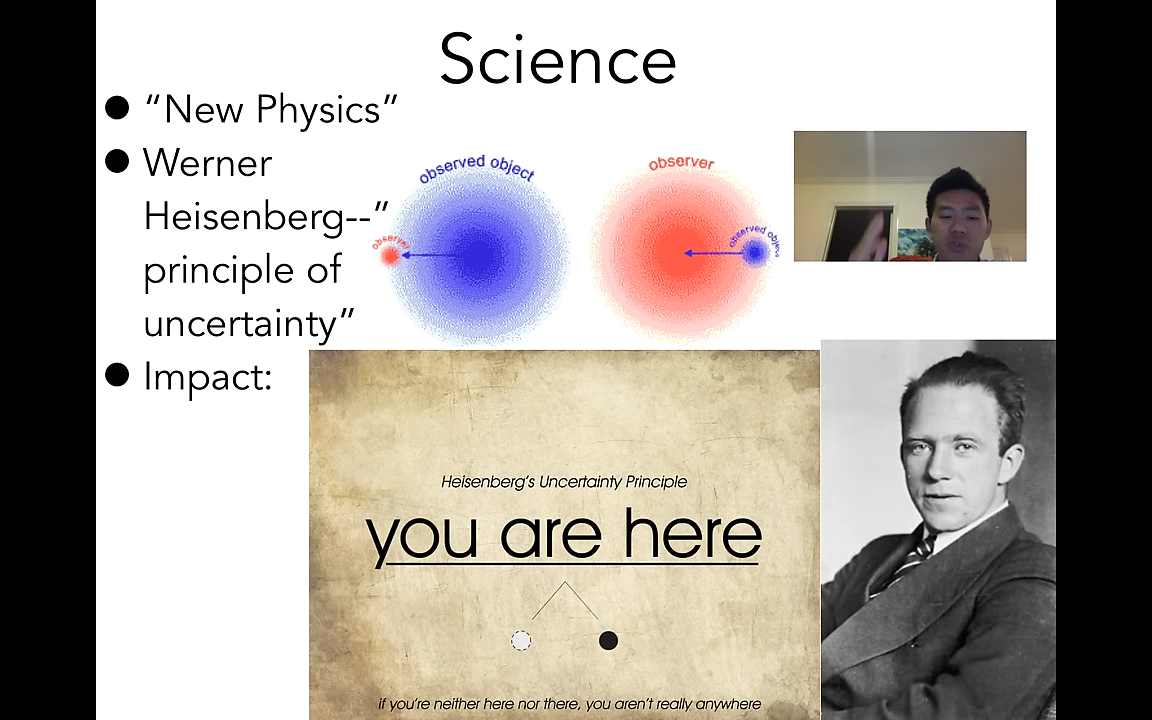 Science
● “New Physics”
● Werner
Heisenberg--”
principle of
uncertainty”
● Impact:
observed object
observer
observer
observed object
Heisenberg's Uncertainty Principle
you are here
if you're neither here nor there, you aren't really anywhere